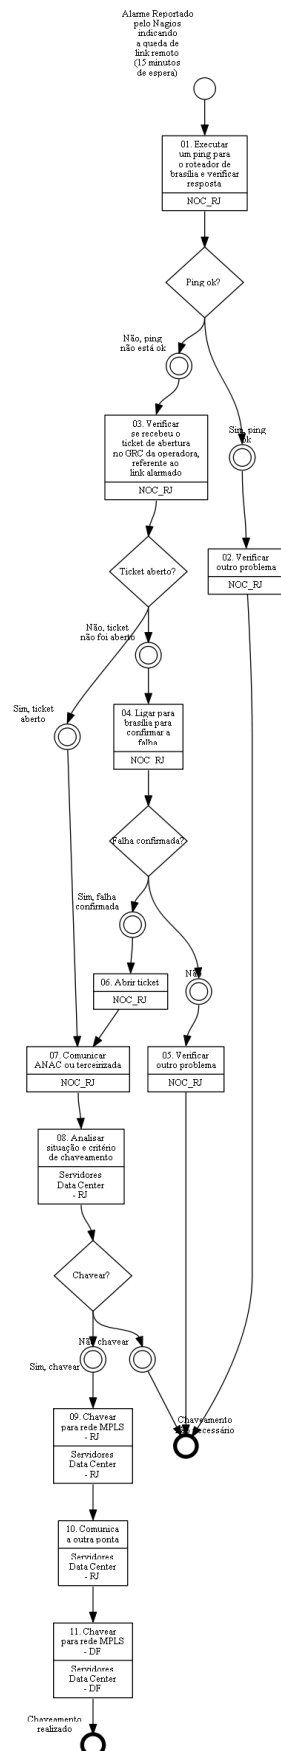 Alarme Reportado
pelo Nagios
indicando
a queda de
link remoto
(15 minutos
de espera)
01. Executar
um ping para
o roteador de
brasília e verificar
resposta
NOC_RJ
Ping ok?
Não, ping
não está ok
Sim, ping
ok
03. Verificar
se recebeu o
ticket de abertura
no GRC da operadora,
referente ao
link alarmado
NOC_RJ
02. Verificar
outro problema
NOC_RJ
Ticket aberto?
Não, ticket
não foi aberto
Sim, ticket
aberto
04. Ligar para
brasília para
confirmar a
falha
NOC_RJ
Falha confirmada?
Sim, falha
confirmada
Não
06. Abrir ticket
NOC_RJ
07. Comunicar
ANAC ou terceirizada
NOC_RJ
05. Verificar
outro problema
NOC_RJ
08. Analisar
situação e critério
de chaveamento
Servidores
Data Center
- RJ
Chavear?
Não chavear
Sim, chavear
09. Chavear
para rede MPLS
- RJ
Servidores
Data Center
- RJ
Chaveamento
necessário
10. Comunica
a outra ponta
Servidores
Data Center
- RJ
11. Chavear
para rede MPLS
- DF
Servidores
Data Center
- DF
Chaveamento
realizado